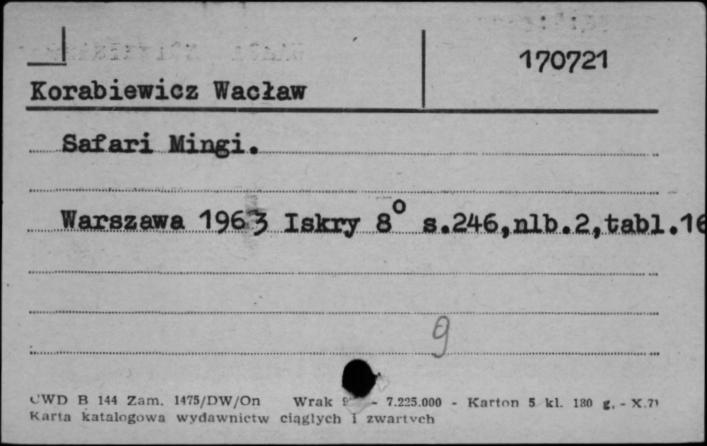 170721
Korabiewicz Wacław
Safari Mingi.
Warszawa 1963 Iskry 8° s.246,nlb.2,tabl.16
9
CWD B 144 Zam. 1475/DW/On Wrak - 7.225.000 - Karton 5 kl. 180 g. - X.71
Karta katalogowa wydawnictw ciągłych i zwartych